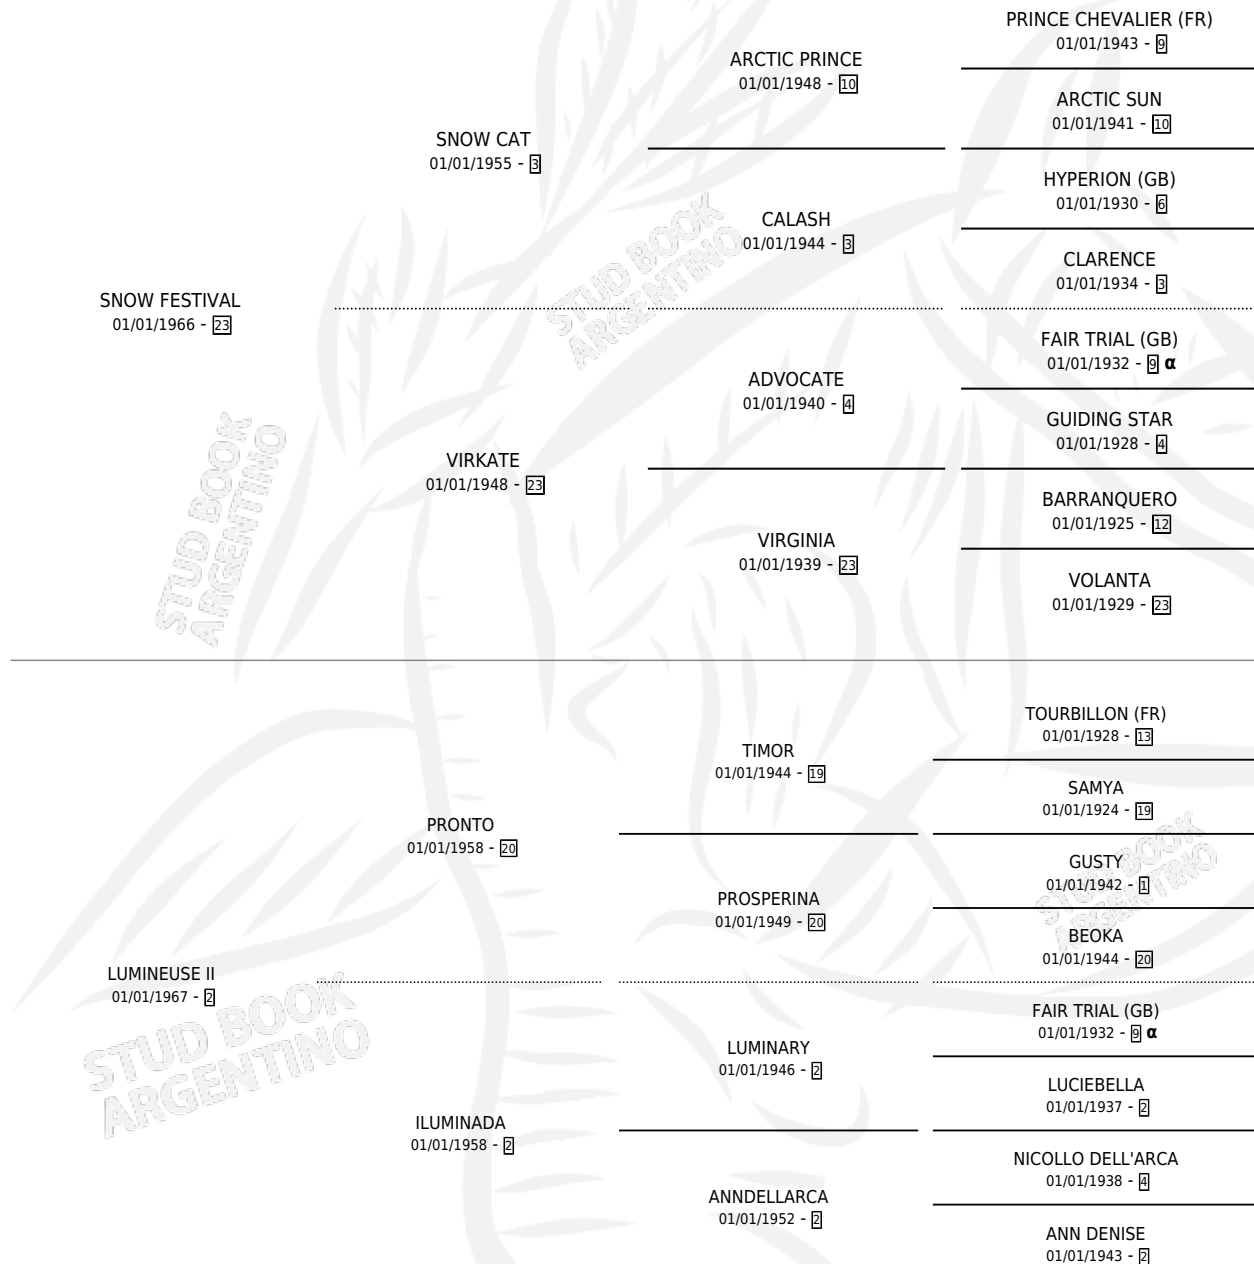 PRINCE CHEVALIER (FR)
01/01/1943 - 9
ARCTIC PRINCE
01/01/1948 - 10
ARCTIC SUN
01/01/1941 - 10
SNOW CAT
01/01/1955 - 3
HYPERION (GB)
01/01/1930 - 6
CALASH
01/01/1944 - 3
CLARENCE
01/01/1934 - 3
SNOW FESTIVAL
01/01/1966 - 23
FAIR TRIAL (GB)
01/01/1932 - 9 α
ADVOCATE
01/01/1940 - 4
GUIDING STAR
01/01/1928 - 4
VIRKATE
01/01/1948 - 23
BARRANQUERO
01/01/1925 - 12
VIRGINIA
01/01/1939 - 23
VOLANTA
01/01/1929 - 23
TOURBILLON (FR)
01/01/1928 - 13
TIMOR
01/01/1944 - 19
SAMYA
01/01/1924 - 19
PRONTO
01/01/1958 - 20
GUSTY
01/01/1942 - 1
PROSPERINA
01/01/1949 - 20
BEOKA
01/01/1944 - 20
LUMINEUSE II
01/01/1967 - 2
FAIR TRIAL (GB)
01/01/1932 - 9 α
LUMINARY
01/01/1946 - 2
LUCIEBELLA
01/01/1937 - 2
ILUMINADA
01/01/1958 - 2
NICOLLO DELL'ARCA
01/01/1938 - 4
ANNDELLARCA
01/01/1952 - 2
ANN DENISE
01/01/1943 - 2
STUD BOOK
ARGENTINO
STUD BOOK
ARGENTINO
STUD BOOK
ARGENTINO
STUD BOOK
ARGENTINO